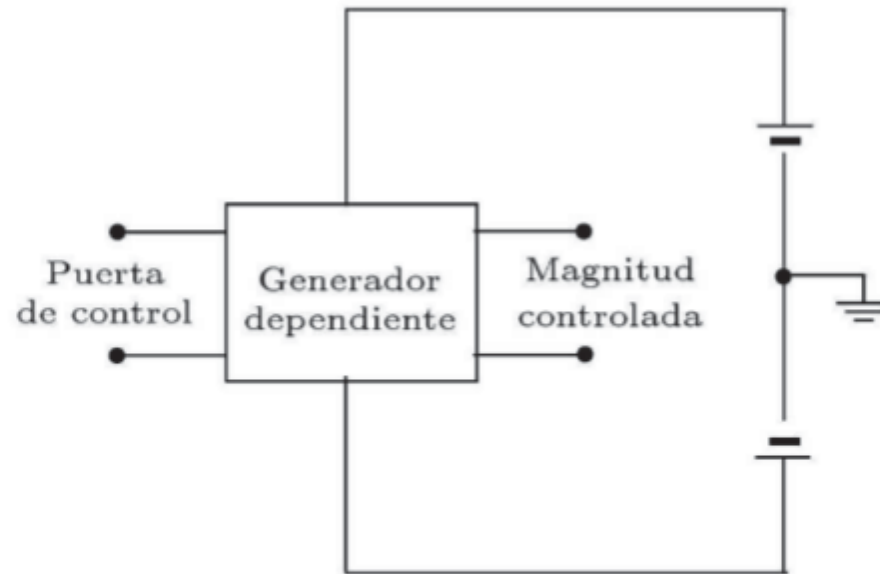 Puerta
de control
Generador
dependiente
Magnitud
controlada